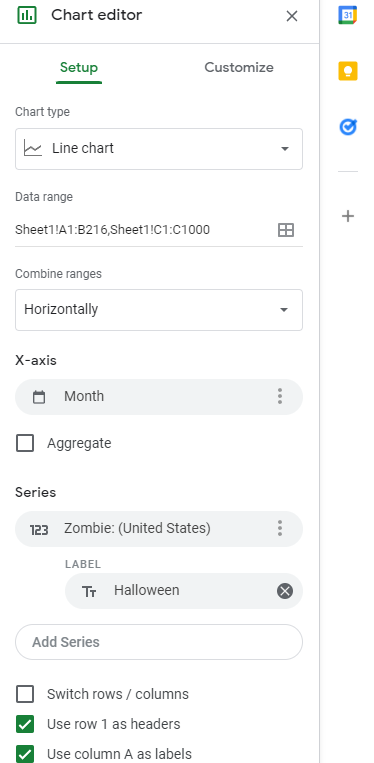 Chart editor
31
Setup Customize
Chart type
Line chart
Data range
Sheet1!A1:B216,Sheet1!C1:C1000
Combine ranges
Horizontally
X-axis
Month
Aggregate
Series
123 Zombie: (United States)
LABEL
Tт Halloween
Add Series
Switch rows / columns
Use row 1 as headers
Use column A as labels